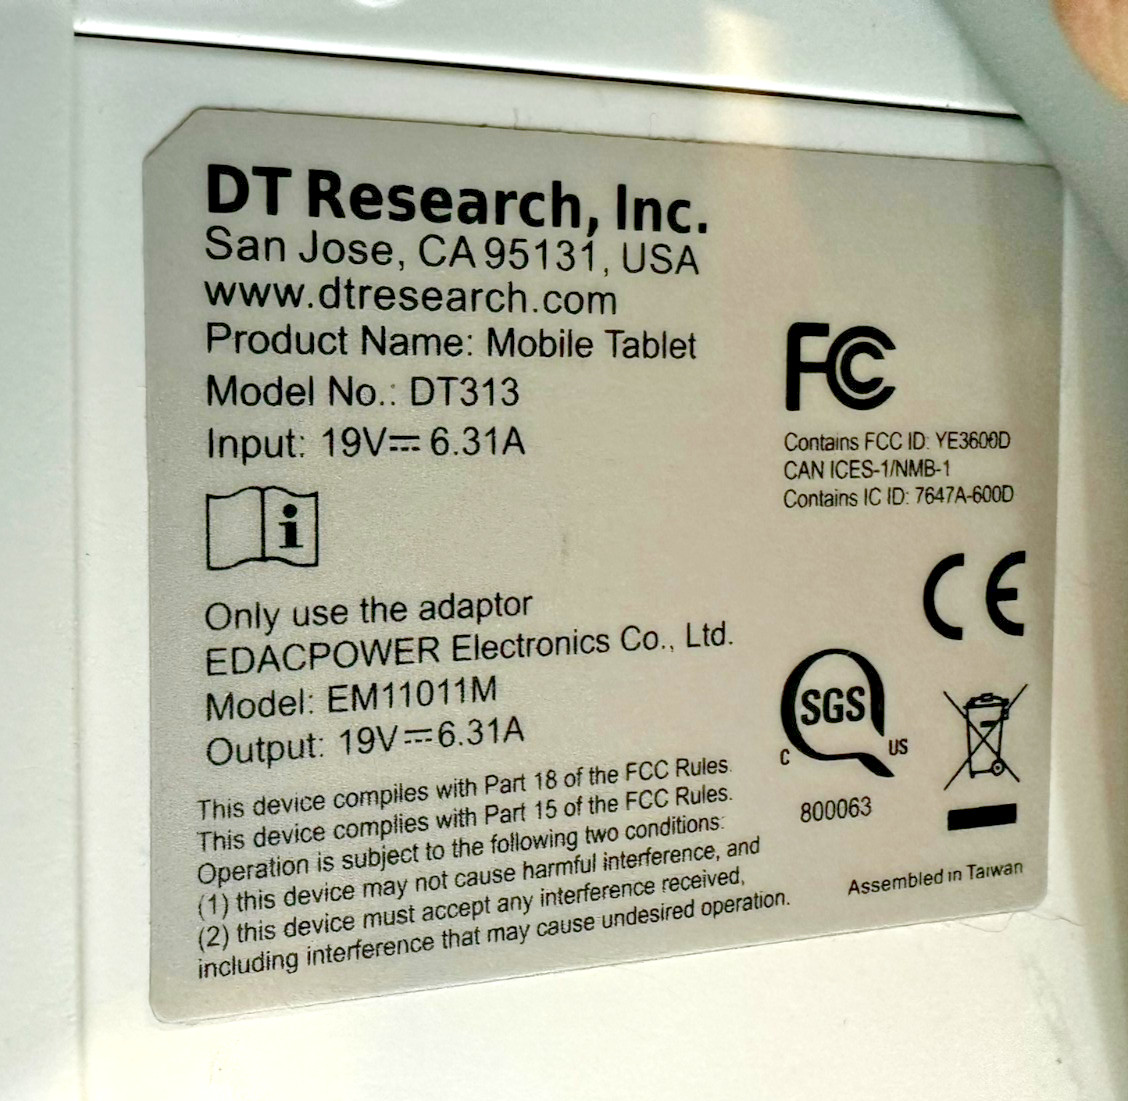 DT Research, Inc.
San Jose, CA 95131, USA
www.dtresearch.com
Product Name: Mobile Tablet
Model No.: DT313
Input: 19V⎓6.31A
i
Only use the adaptor
EDACPOWER Electronics Co., Ltd.
Model: EM11011M
Output: 19V⎓6.31A
This device complies with Part 18 of the FCC Rules.
This device complies with Part 15 of the FCC Rules.
Operation is subject to the following two conditions:
(1) this device may not cause harmful interference, and
(2) this device must accept any interference received,
including interference that may cause undesired operation.
FC
Contains FCC ID: YE3600D
CAN ICES-1/NMB-1
Contains IC ID: 7647A-600D
CE
SGS
C US
800063
Assembled in Taiwan